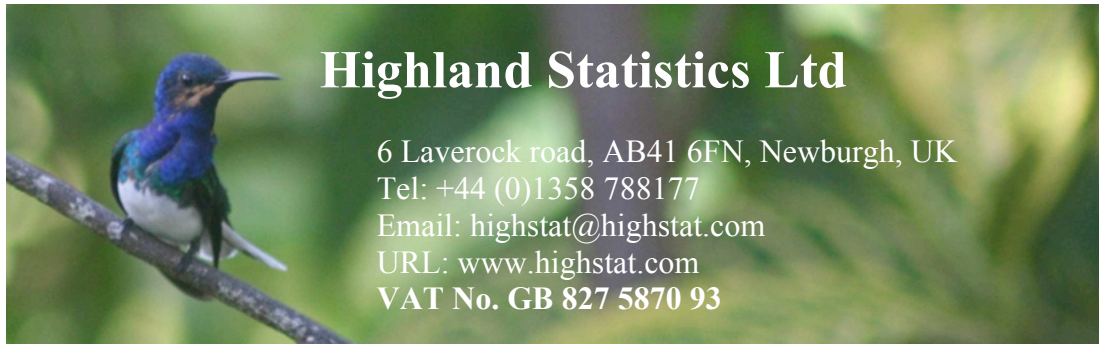 Highland Statistics Ltd
6 Laverock road, AB41 6FN, Newburgh, UK
Tel: +44 (0)1358 788177
Email: highstat@highstat.com
URL: www.highstat.com
VAT No. GB 827 5870 93